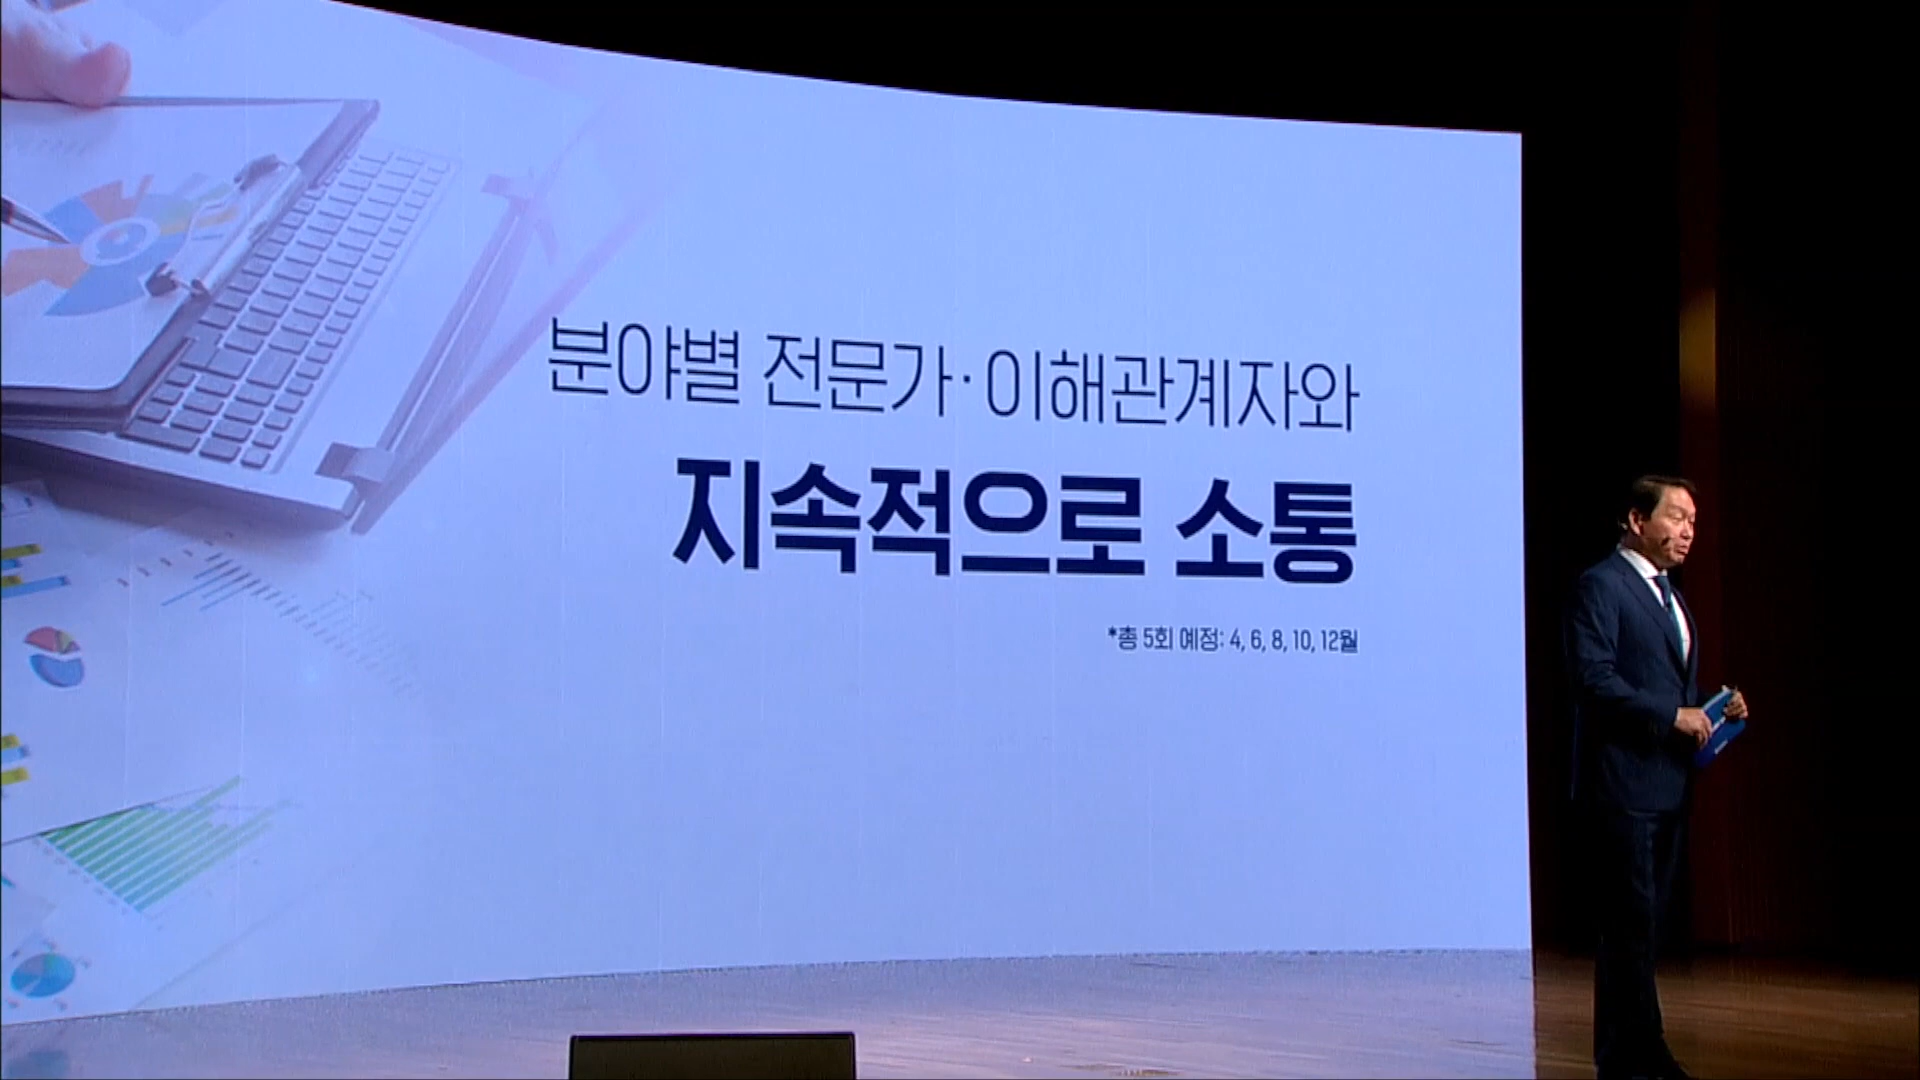 분야별 전문가·이해관계자와
지속적으로 소통
*총 5회 예정: 4, 6, 8, 10, 12월